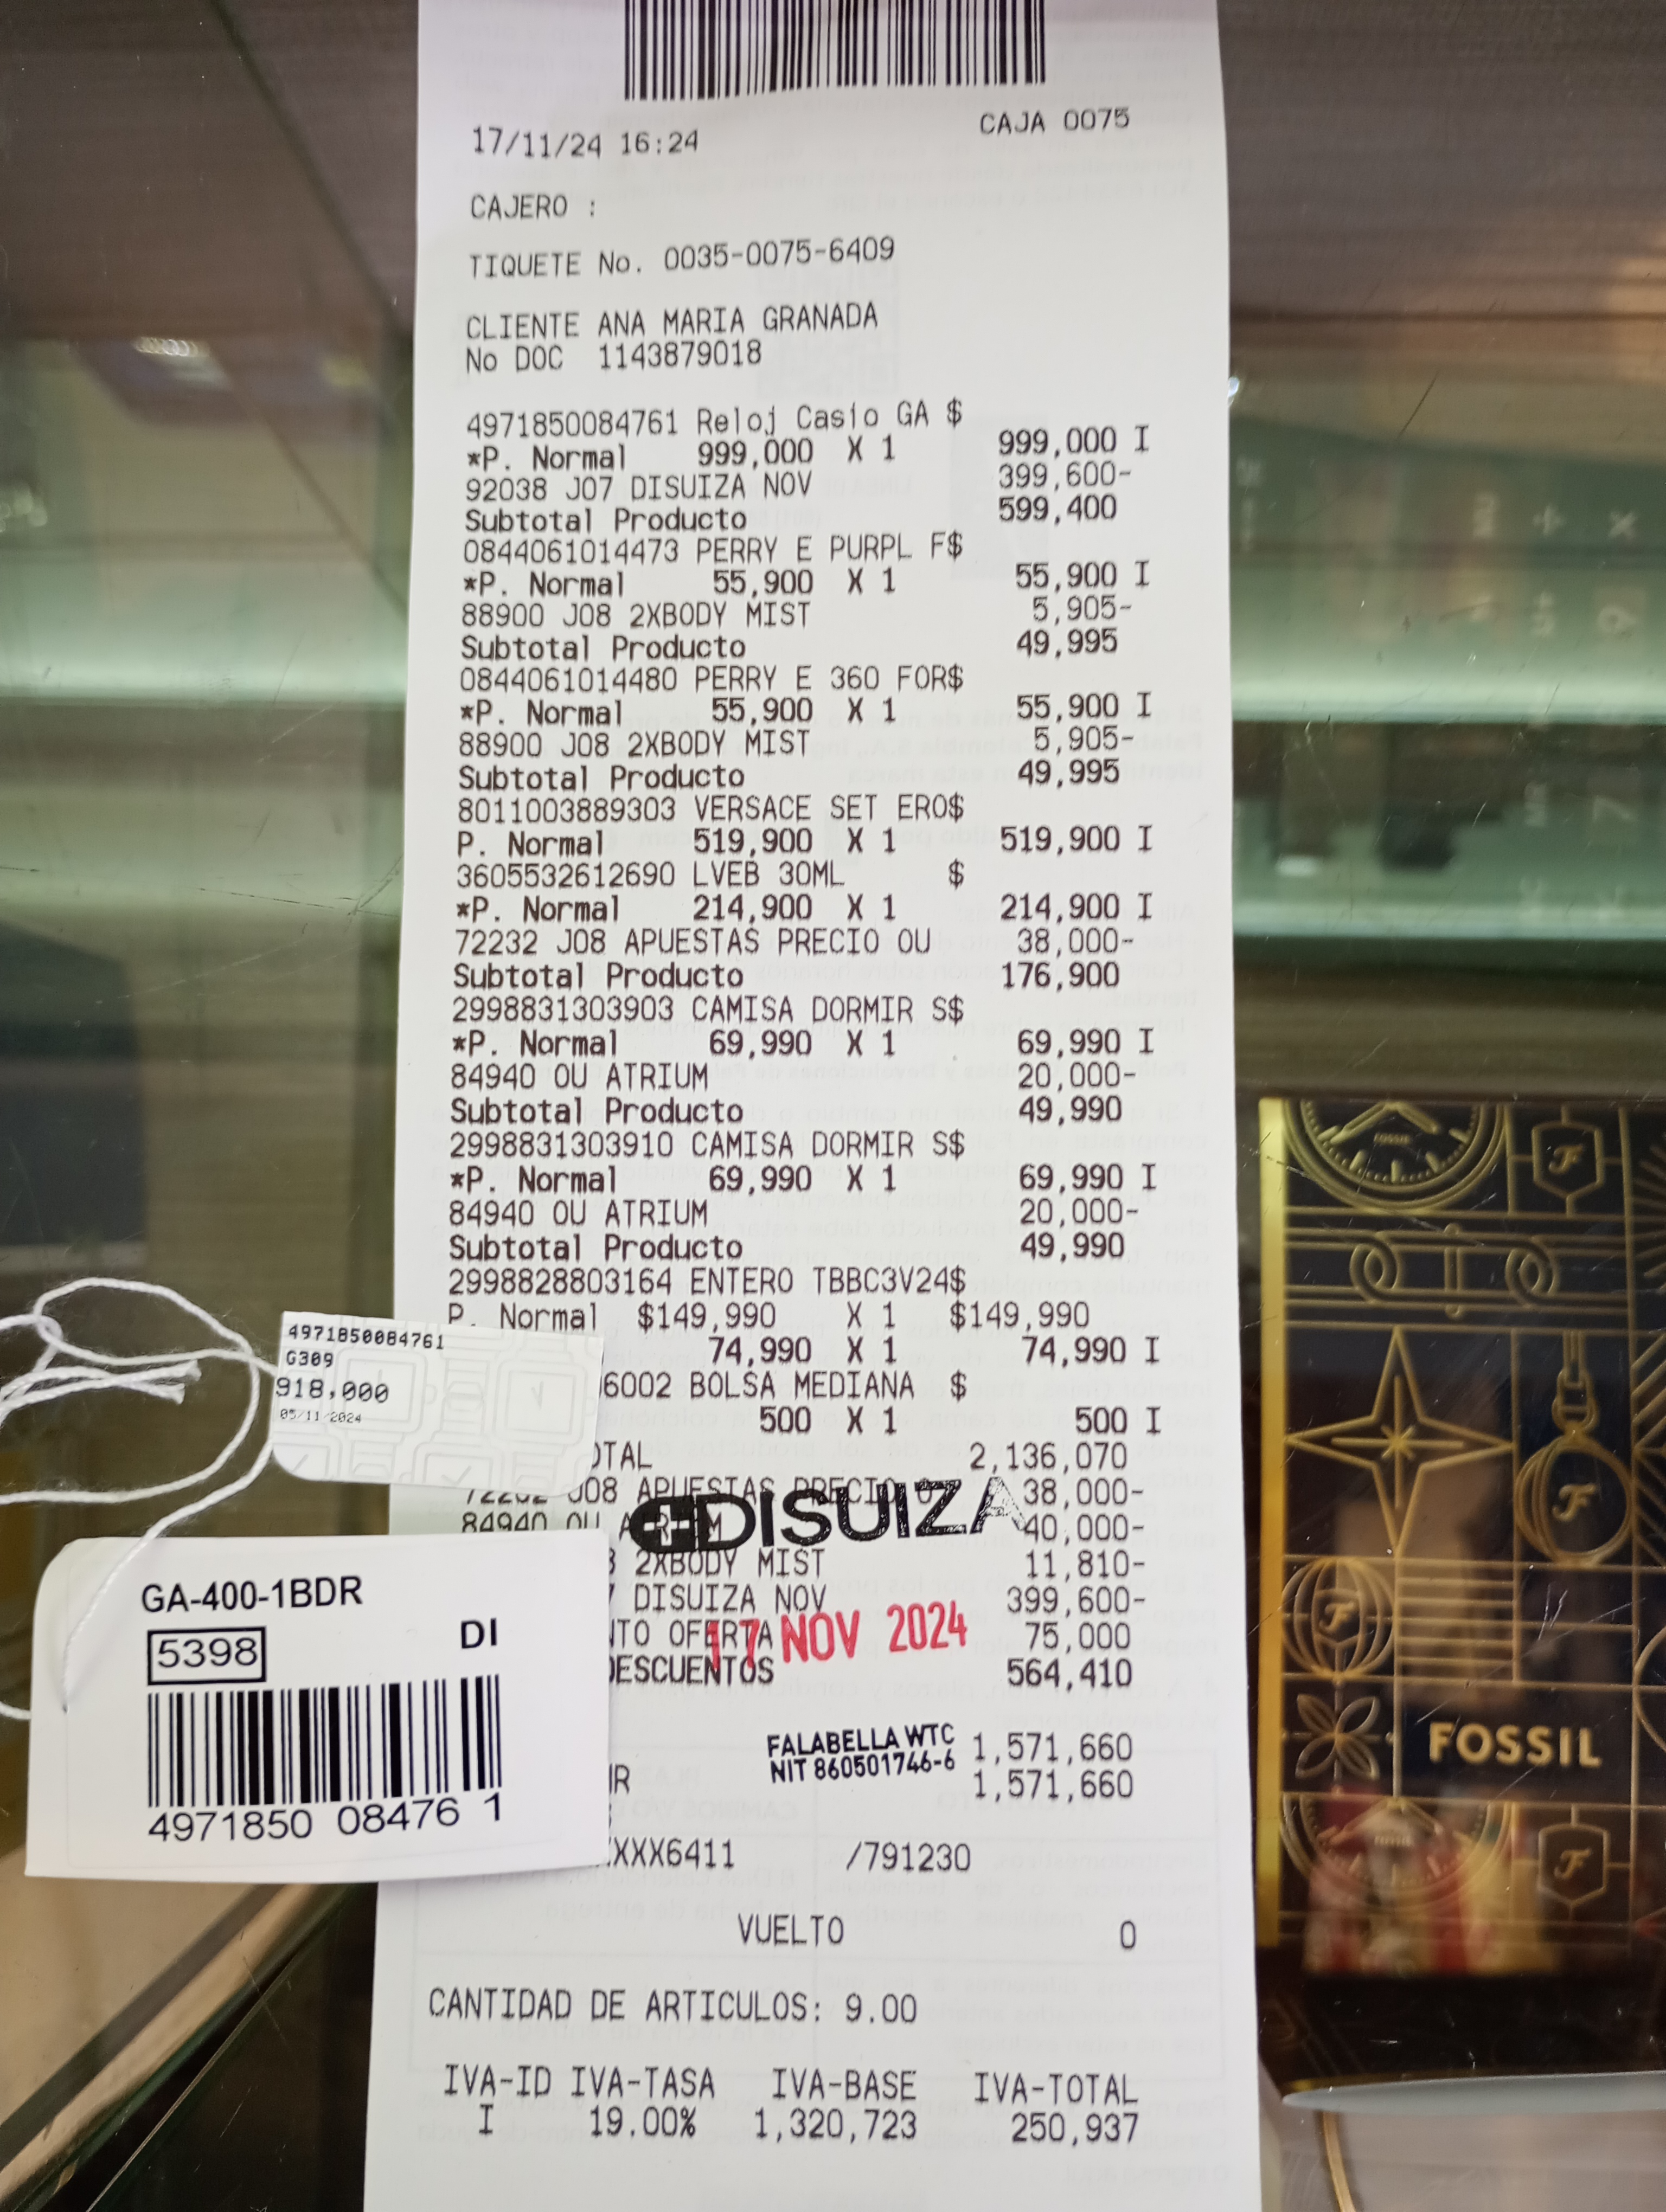 17/11/24 16:24 CAJA 0075
CAJERO :
TIQUETE No. 0035-0075-6409
CLIENTE ANA MARIA GRANADA
No DOC 1143879018
4971850084761 Reloj Casio GA $
*P. Normal 999,000 X 1 999,000 I
92038 J07 DISUIZA NOV 399,600-
Subtotal Producto 599,400
0844061014473 PERRY E PURPL F$
*P. Normal 55,900 X 1 55,900 I
88900 J08 2XBODY MIST 5,905-
Subtotal Producto 49,995
0844061014480 PERRY E 360 FOR$
*P. Normal 55,900 X 1 55,900 I
88900 J08 2XBODY MIST 5,905-
Subtotal Producto 49,995
8011003889303 VERSACE SET ERO$
P. Normal 519,900 X 1 519,900 I
3605532612690 LVEB 30ML $
*P. Normal 214,900 X 1 214,900 I
72232 J08 APUESTAS PRECIO OU 38,000-
Subtotal Producto 176,900
2998831303903 CAMISA DORMIR S$
*P. Normal 69,990 X 1 69,990 I
84940 OU ATRIUM 20,000-
Subtotal Producto 49,990
2998831303910 CAMISA DORMIR S$
*P. Normal 69,990 X 1 69,990 I
84940 OU ATRIUM 20,000-
Subtotal Producto 49,990
2998828803164 ENTERO TBBC3V24$
P. Normal $149,990 X 1 $149,990
74,990 X 1 74,990 I
6002 BOLSA MEDIANA $
500 X 1 500 I
OTAL 2,136,070
J08 APUESTAS PRECIO 38,000-
84940 OU 40,000-
2XBODY MIST 11,810-
DISUIZA NOV 399,600-
NTO OFERTA 75,000
DESCUENTOS 564,410
1,571,660
1,571,660
XXX6411 /791230
VUELTO 0
CANTIDAD DE ARTICULOS: 9.00
IVA-ID IVA-TASA IVA-BASE IVA-TOTAL
I 19.00% 1,320,723 250,937
DISUIZA
17 NOV 2024
FALABELLA WTC
NIT 860501746-6
4971850084761
G309
918,000
05/11/2024
GA-400-1BDR
5398 DI
4971850 08476 1
FOSSIL